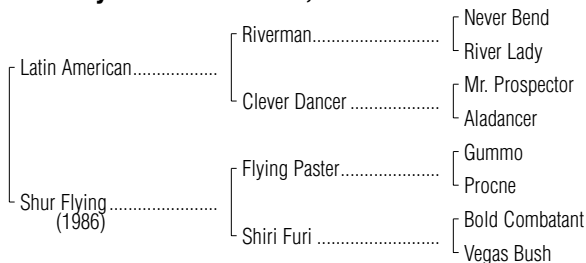 Never Bend
Riverman
River Lady
Latin American
Mr. Prospector
Clever Dancer
Aladancer
Gummo
Flying Paster
Procne
Shur Flying
(1986)
Bold Combatant
Shiri Furi
Vegas Bush